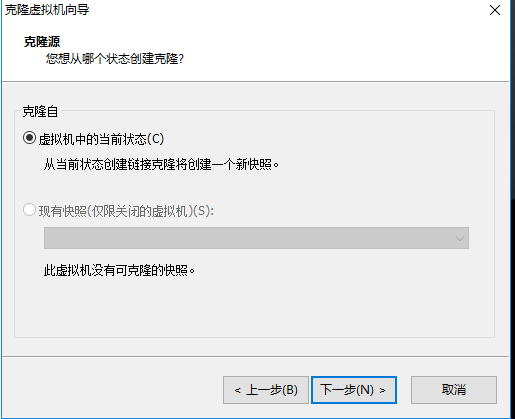 克隆虚拟机向导
克隆源
您想从哪个状态创建克隆?
克隆自
虚拟机中的当前状态(C)
从当前状态创建链接克隆将创建一个新快照。
现有快照(仅限关闭的虚拟机)(S):
此虚拟机没有可克隆的快照。
< 上一步(B) 下一步(N) > 取消